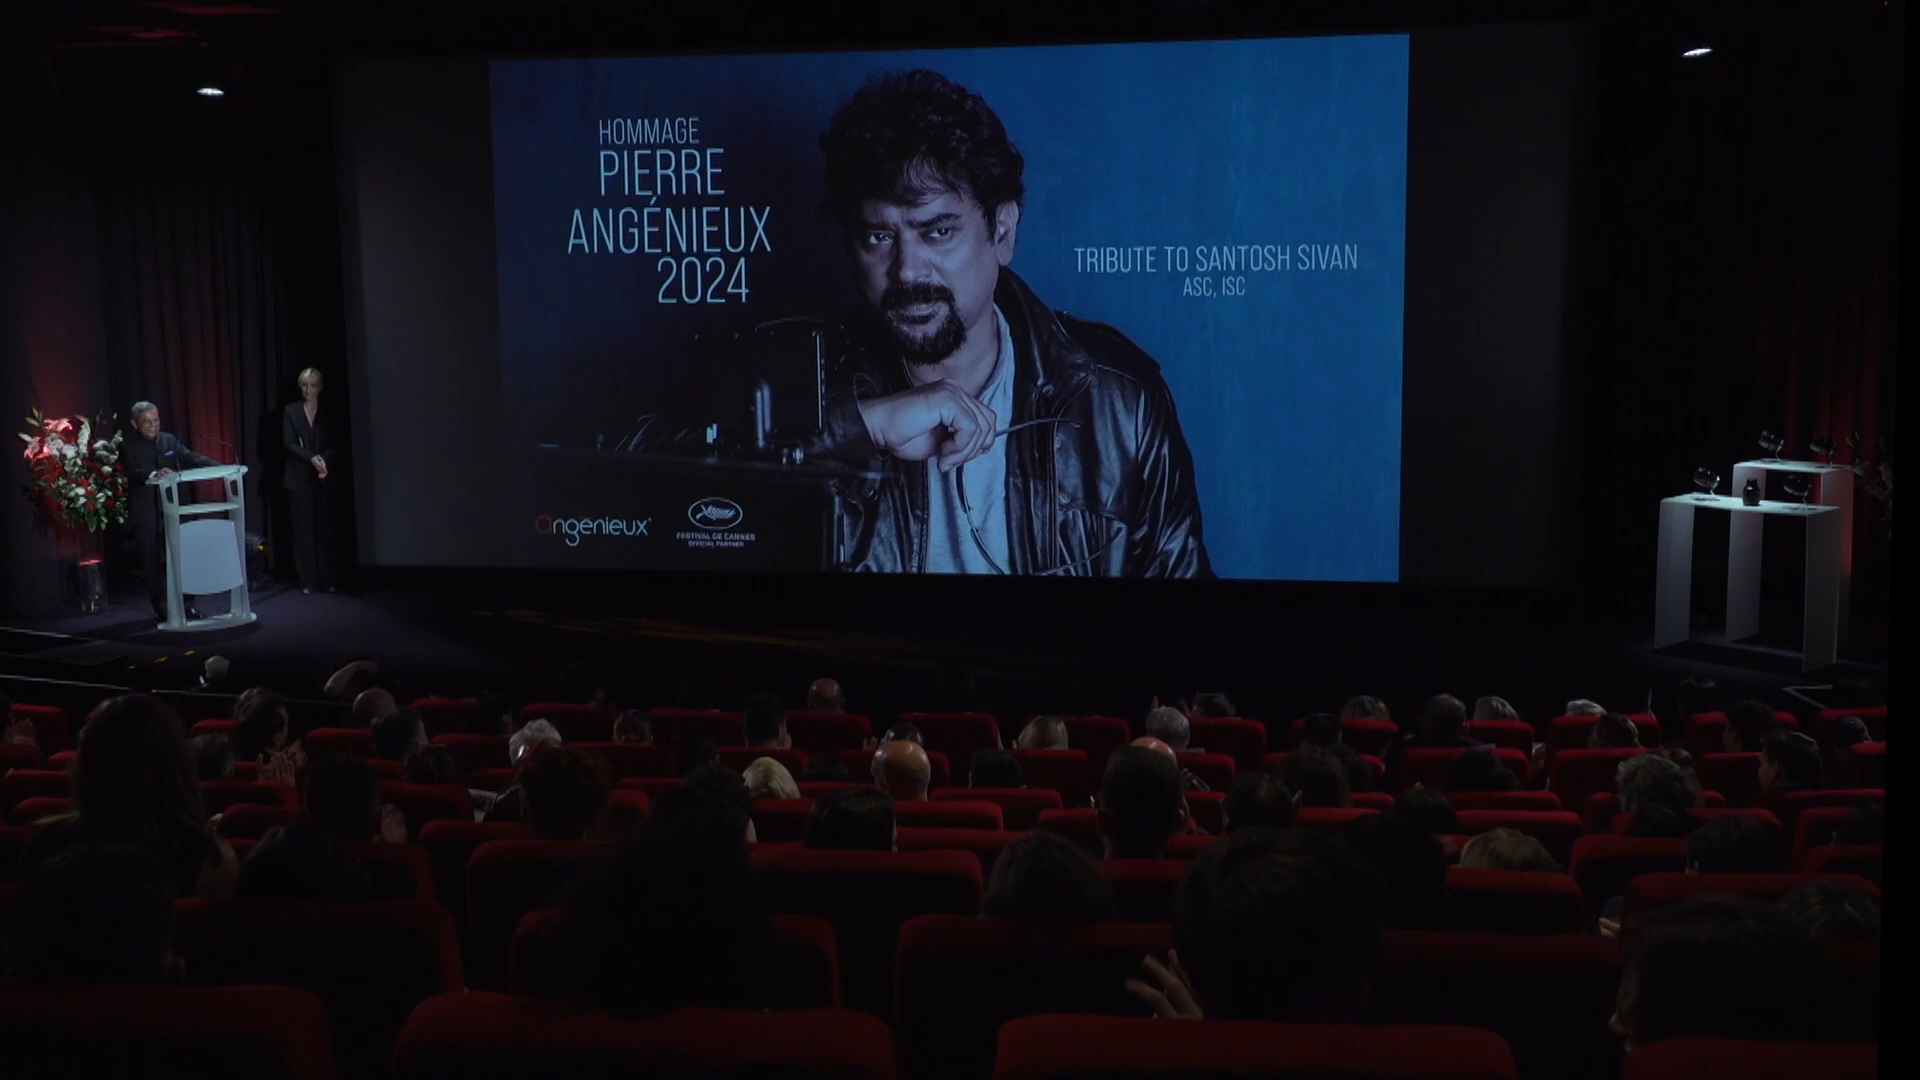 HOMMAGE
PIERRE
ANGÉNIEUX
2024
TRIBUTE TO SANTOSH SIVAN
ASC, ISC
angénieux
FESTIVAL DE CANNES
OFFICIAL PARTNER